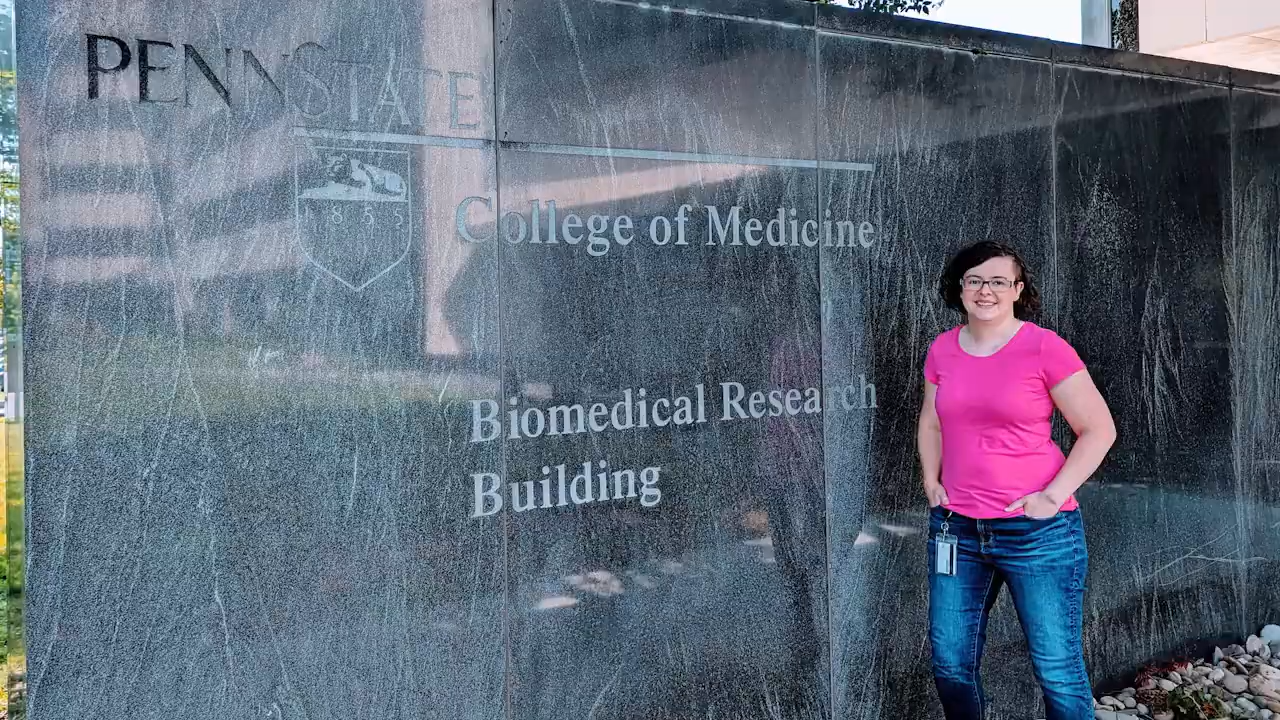 PENNSTATE
1855
College of Medicine
Biomedical Research
Building